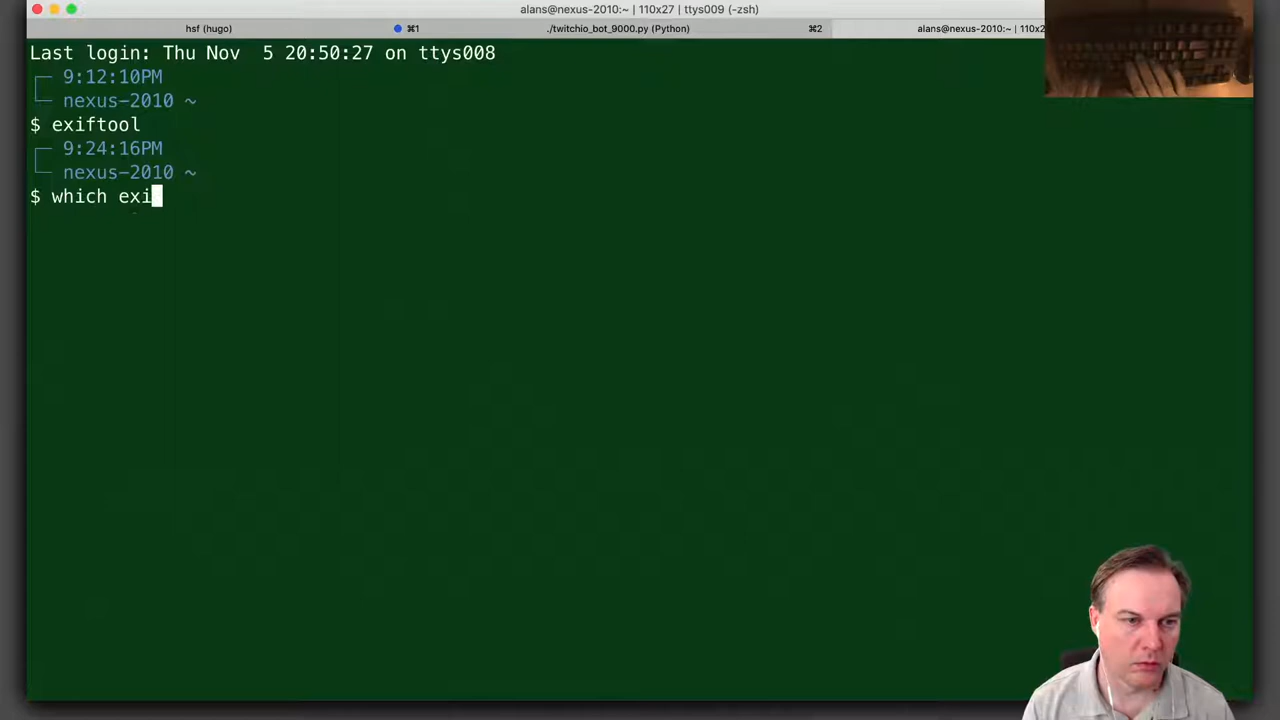 alans@nexus-2010:~ | 110x27 | ttys009 (-zsh)
hsf (hugo) ⌘1 ./twitchio_bot_9000.py (Python) ⌘2 alans@nexus-2010:~ | 110x2
Last login: Thu Nov  5 20:50:27 on ttys008
9:12:10PM
nexus-2010 ~
$ exiftool
9:24:16PM
nexus-2010 ~
$ which exi